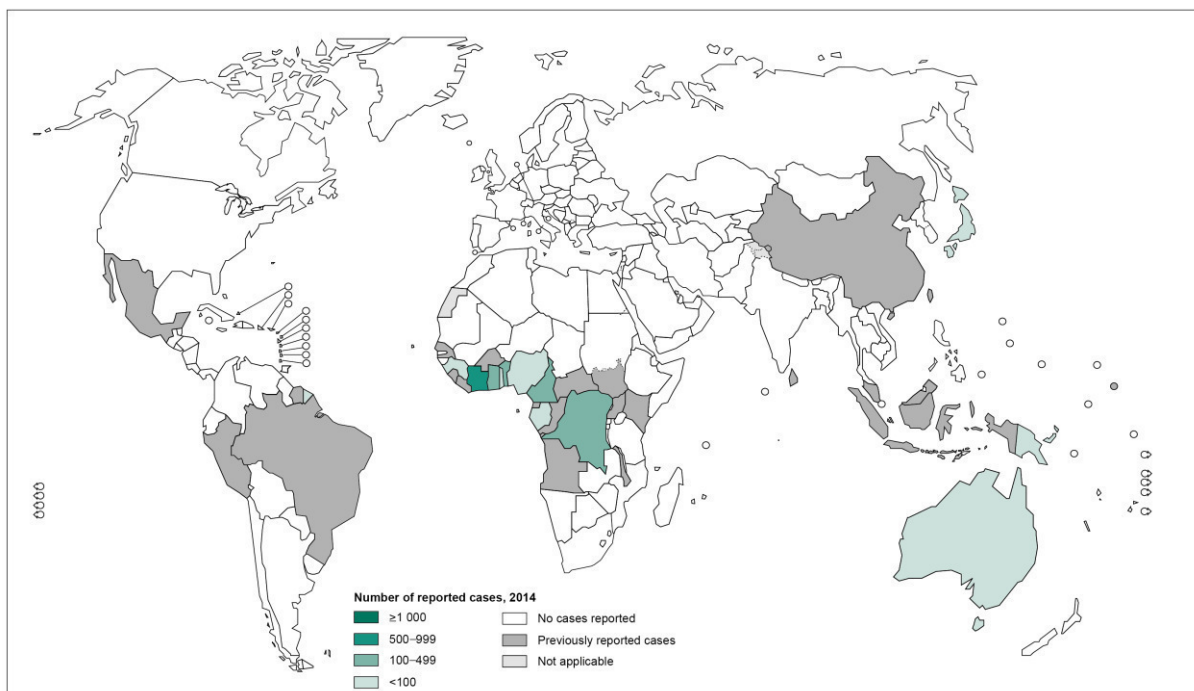 Number of reported cases, 2014
≥1 000
500–999
100–499
<100
No cases reported
Previously reported cases
Not applicable